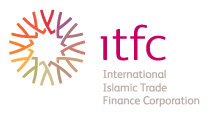 itfc
International
Islamic Trade
Finance Corporation